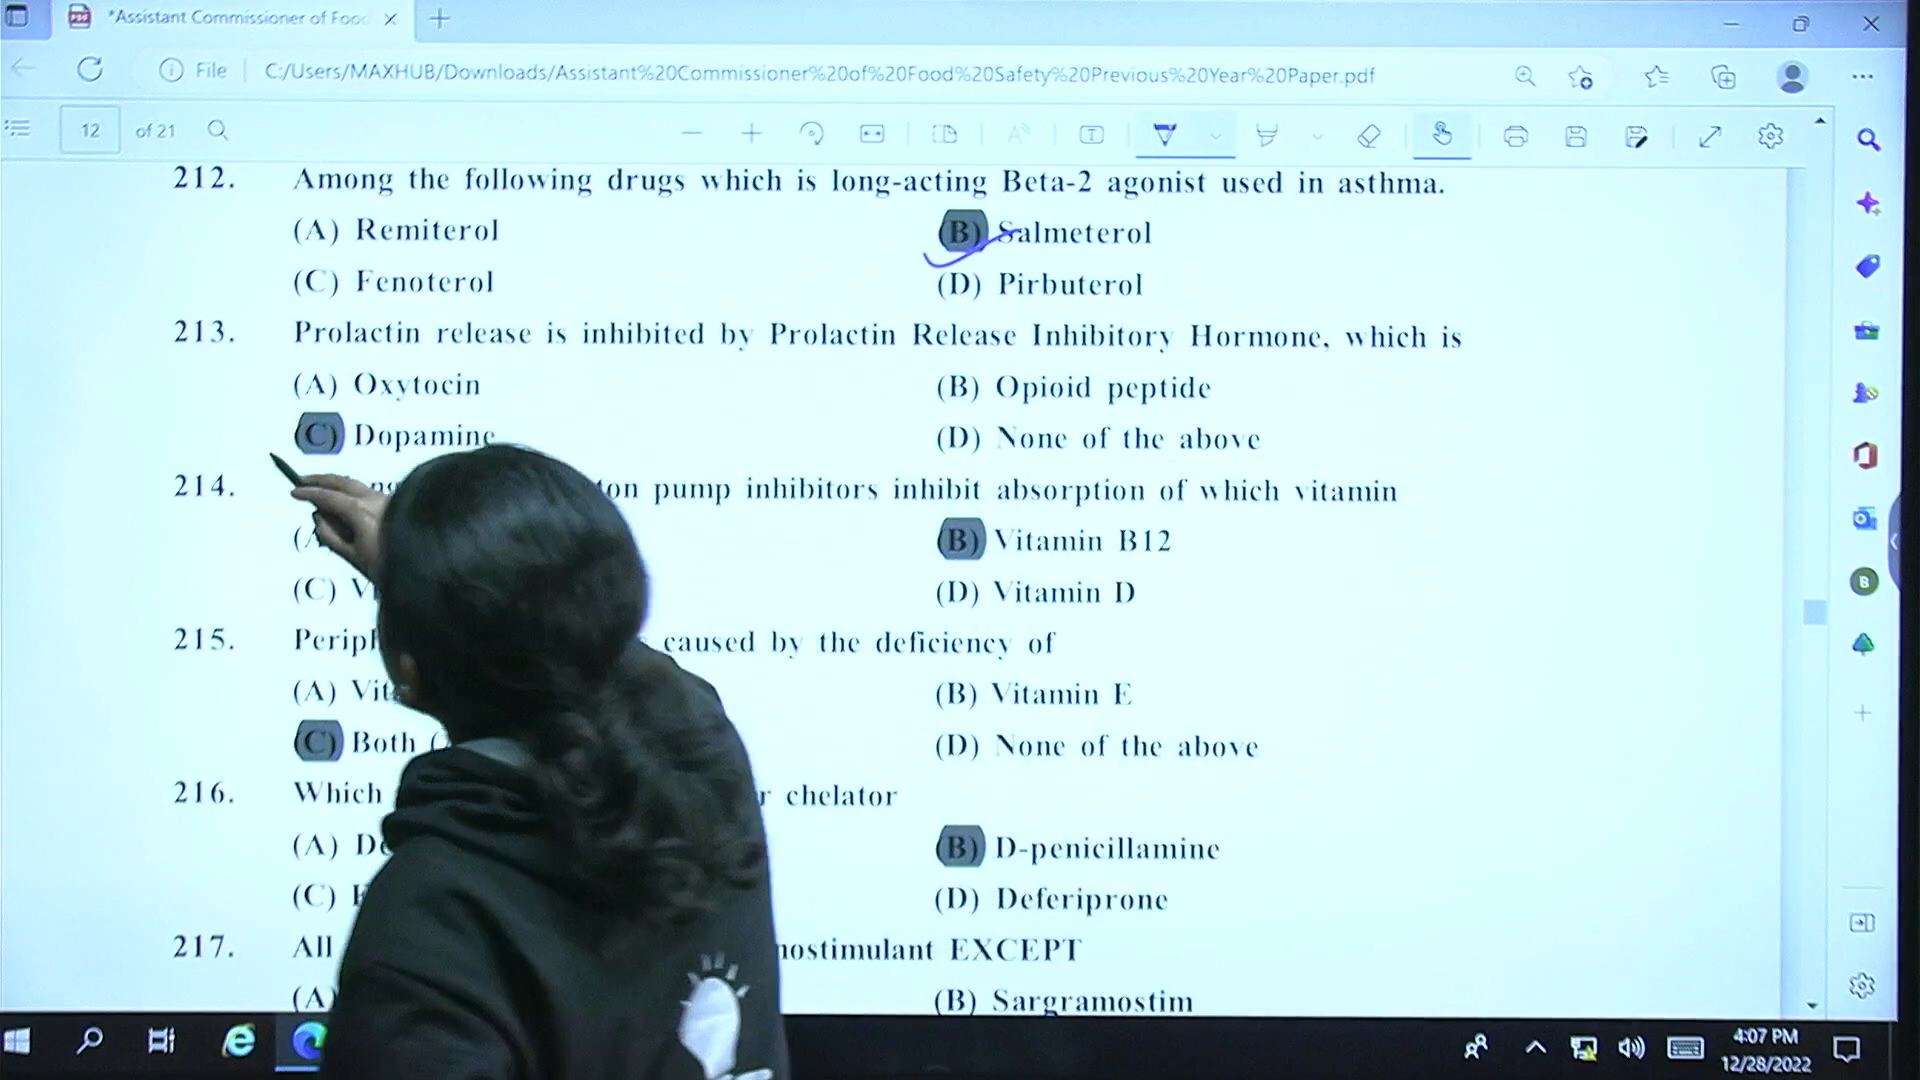 *Assistant Commissioner of Food
File C:/Users/MAXHUB/Downloads/Assistant%20Commissioner%20of%20Food%20Safety%20Previous%20Year%20Paper.pdf
12 of 21
212. Among the following drugs which is long-acting Beta-2 agonist used in asthma.
(A) Remiterol (B) Salmeterol
(C) Fenoterol (D) Pirbuterol
213. Prolactin release is inhibited by Prolactin Release Inhibitory Hormone, which is
(A) Oxytocin (B) Opioid peptide
(C) Dopamine (D) None of the above
214. pump inhibitors inhibit absorption of which vitamin
(B) Vitamin B12
(C) (D) Vitamin D
215. caused by the deficiency of
(A) (B) Vitamin E
(C) Both (D) None of the above
216. Which chelator
(A) (B) D-penicillamine
(C) (D) Deferiprone
217. All EXCEPT
(A) (B) Sargramostim
4:07 PM
12/28/2022